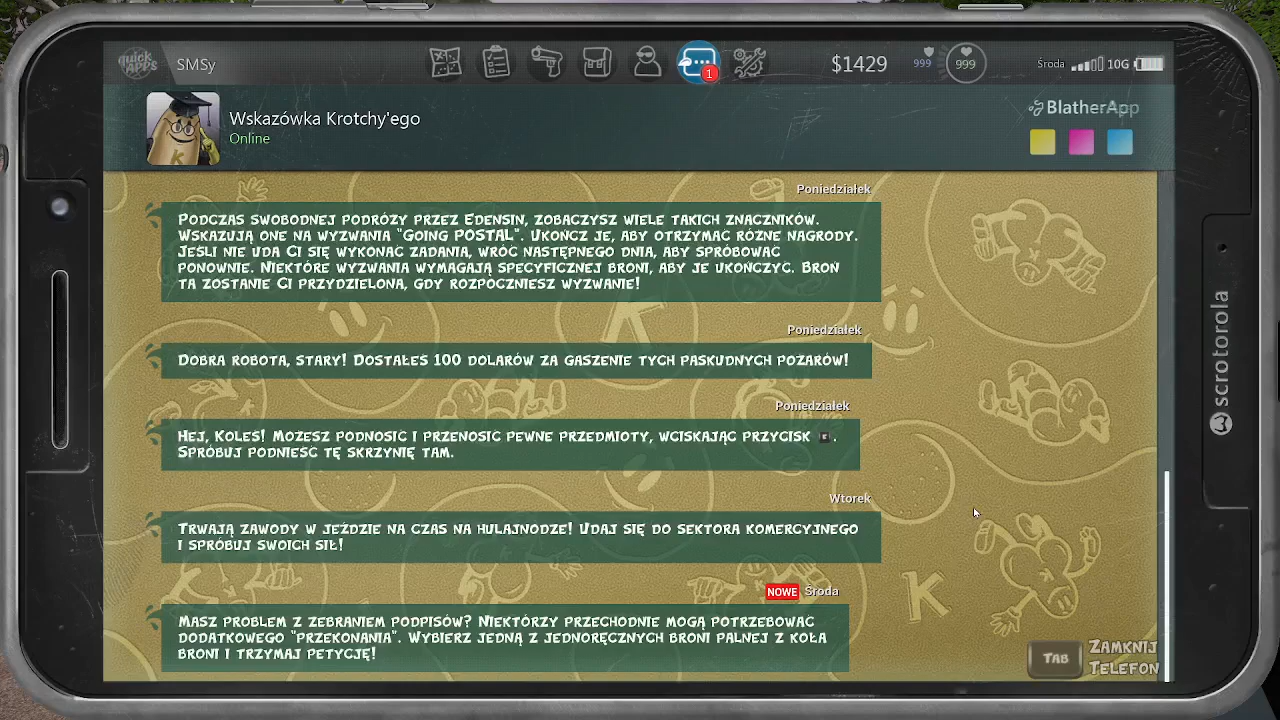 QUICK APPS
SMSy
1
$1429
999
999
Środa
10G
Wskazówka Krotchy'ego
Online
BlatherApp
Poniedziałek
PODCZAS SWOBODNEJ PODRÓŻY PRZEZ EDENSIN, ZOBACZYSZ WIELE TAKICH ZNACZNIKÓW.
WSKAZUJĄ ONE NA WYZWANIA "GOING POSTAL". UKOŃCZ JE, ABY OTRZYMAĆ RÓŻNE NAGRODY.
JEŚLI NIE UDA CI SIĘ WYKONAĆ ZADANIA, WRÓĆ NASTĘPNEGO DNIA, ABY SPRÓBOWAĆ
PONOWNIE. NIEKTÓRE WYZWANIA WYMAGAJĄ SPECYFICZNEJ BRONI, ABY JE UKOŃCZYĆ. BROŃ
TA ZOSTANIE CI PRZYDZIELONA, GDY ROZPOCZNIESZ WYZWANIE!
Poniedziałek
DOBRA ROBOTA, STARY! DOSTAŁEŚ 100 DOLARÓW ZA GASZENIE TYCH PASKUDNYCH POŻARÓW!
Poniedziałek
HEJ, KOLEŚ! MOŻESZ PODNOSIĆ I PRZENOSIĆ PEWNE PRZEDMIOTY, WCISKAJĄC PRZYCISK E.
SPRÓBUJ PODNIEŚĆ TĘ SKRZYNIĘ TAM.
Wtorek
TRWAJĄ ZAWODY W JEŹDZIE NA CZAS NA HULAJNODZE! UDAJ SIĘ DO SEKTORA KOMERCYJNEGO
I SPRÓBUJ SWOICH SIŁ!
NOWE Środa
MASZ PROBLEM Z ZEBRANIEM PODPISÓW? NIEKTÓRZY PRZECHODNIE MOGĄ POTRZEBOWAĆ
DODATKOWEGO "PRZEKONANIA". WYBIERZ JEDNĄ Z JEDNORĘCZNYCH BRONI PALNEJ Z KOŁA
BRONI I TRZYMAJ PETYCJĘ!
TAB
ZAMKNIJ
TELEFON
scrotorola